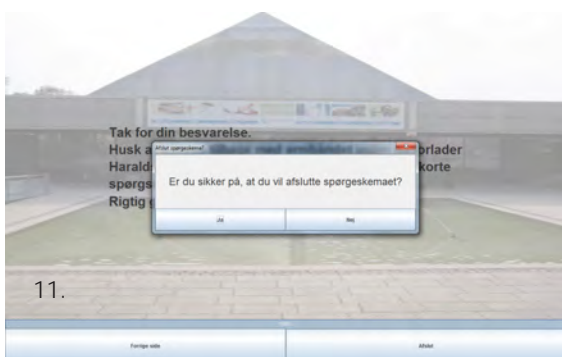 Tak for din besvarelse.
Husk a
orlader
Harald
korte
spørgs
Rigtig g
Afslut spørgeskema?
Er du sikker på, at du vil afslutte spørgeskemaet?
Ja
Nej
11.
Forrige side
Afslut